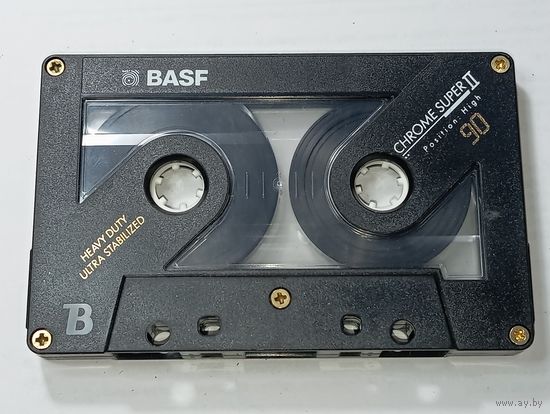 BASF
CHROME SUPER II
Position: High
90
HEAVY DUTY
ULTRA STABILIZED
B
www.ay.by